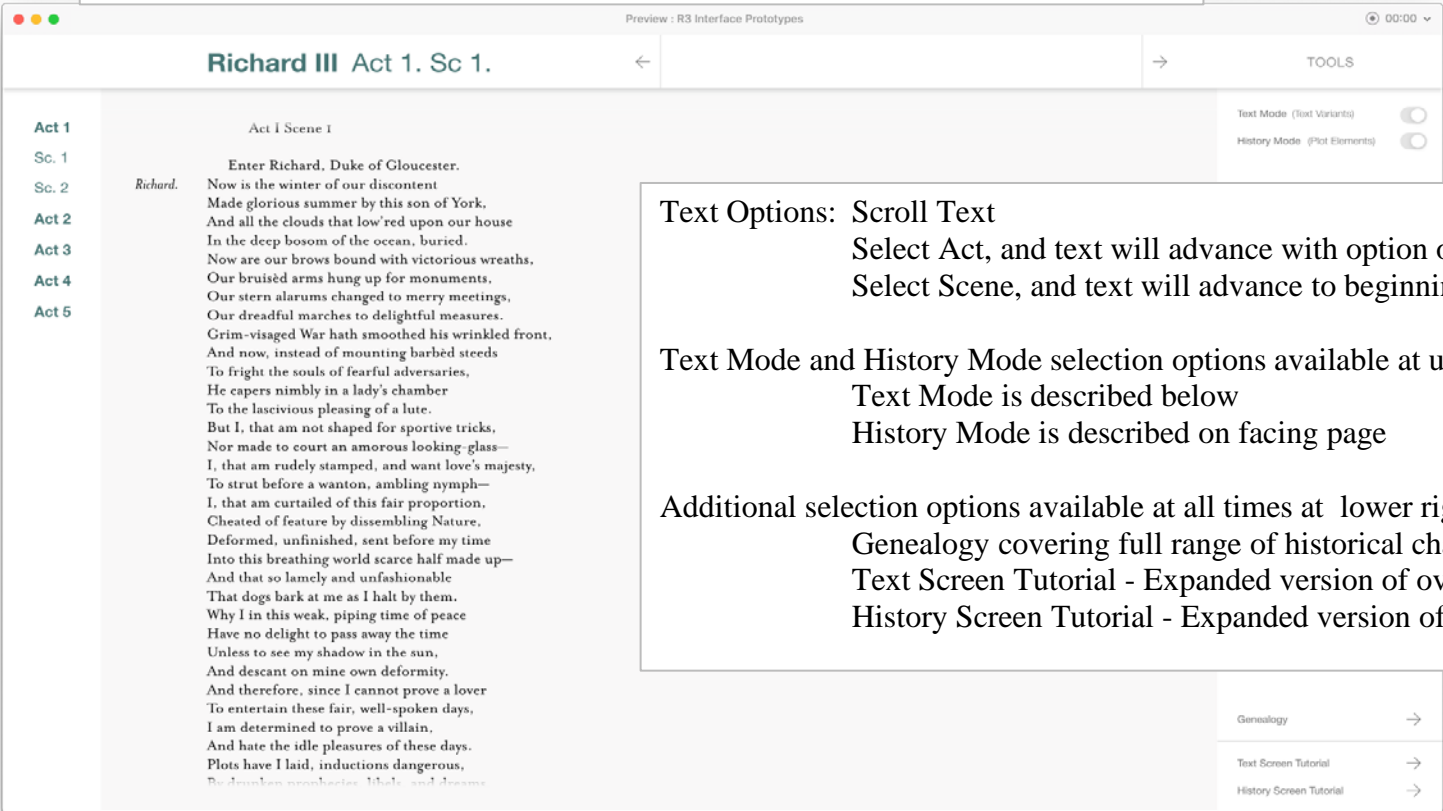 Preview : R3 Interface Prototypes
00:00
Richard III Act 1. Sc 1.
←
→
TOOLS
Act 1
Sc. 1
Sc. 2
Act 2
Act 3
Act 4
Act 5
Act I Scene I
Enter Richard, Duke of Gloucester.
Richard. Now is the winter of our discontent
Made glorious summer by this son of York,
And all the clouds that low'red upon our house
In the deep bosom of the ocean, buried.
Now are our brows bound with victorious wreaths,
Our bruisèd arms hung up for monuments,
Our stern alarums changed to merry meetings,
Our dreadful marches to delightful measures.
Grim-visaged War hath smoothed his wrinkled front,
And now, instead of mounting barbèd steeds
To fright the souls of fearful adversaries,
He capers nimbly in a lady's chamber
To the lascivious pleasing of a lute.
But I, that am not shaped for sportive tricks,
Nor made to court an amorous looking-glass—
I, that am rudely stamped, and want love's majesty,
To strut before a wanton, ambling nymph—
I, that am curtailed of this fair proportion,
Cheated of feature by dissembling Nature,
Deformed, unfinished, sent before my time
Into this breathing world scarce half made up—
And that so lamely and unfashionable
That dogs bark at me as I halt by them.
Why I in this weak, piping time of peace
Have no delight to pass away the time
Unless to see my shadow in the sun,
And descant on mine own deformity.
And therefore, since I cannot prove a lover
To entertain these fair, well-spoken days,
I am determined to prove a villain,
And hate the idle pleasures of these days.
Plots have I laid, inductions dangerous,
By drunken prophecies, libels, and dreams
Text Mode (Text Variants)
History Mode (Plot Elements)
Text Options: Scroll Text
Select Act, and text will advance with option
Select Scene, and text will advance to
Text Mode and History Mode selection options available at
Text Mode is described below
History Mode is described on facing page
Additional selection options available at all times at lower
Genealogy covering full range of historical
Text Screen Tutorial - Expanded version of
History Screen Tutorial - Expanded version of
Genealogy →
Text Screen Tutorial →
History Screen Tutorial →